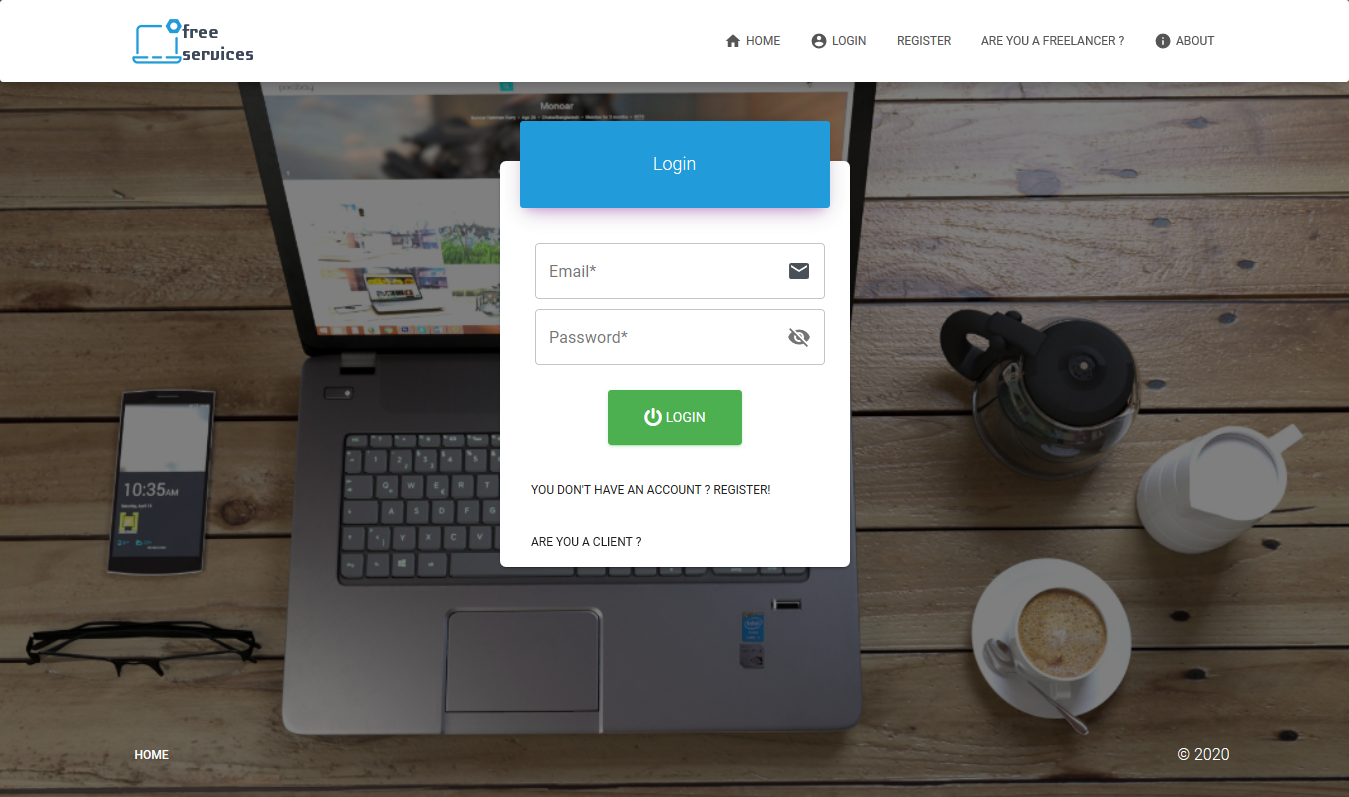 free
services
HOME
LOGIN
REGISTER
ARE YOU A FREELANCER ?
ABOUT
Monoar
Login
Email*
Password*
LOGIN
YOU DON'T HAVE AN ACCOUNT ? REGISTER!
ARE YOU A CLIENT ?
10:35AM
HOME
© 2020